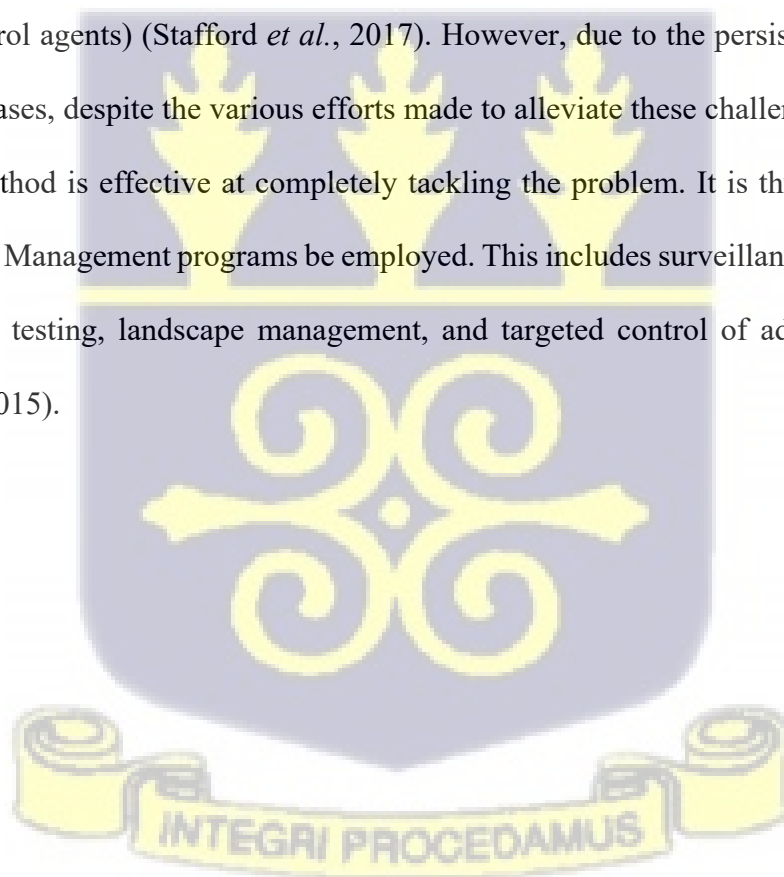 rol agents) (Stafford et al., 2017). However, due to the persis
ases, despite the various efforts made to alleviate these challen
thod is effective at completely tackling the problem. It is th
Management programs be employed. This includes surveillan
testing, landscape management, and targeted control of ad
015).
INTEGRI PROCEDAMUS